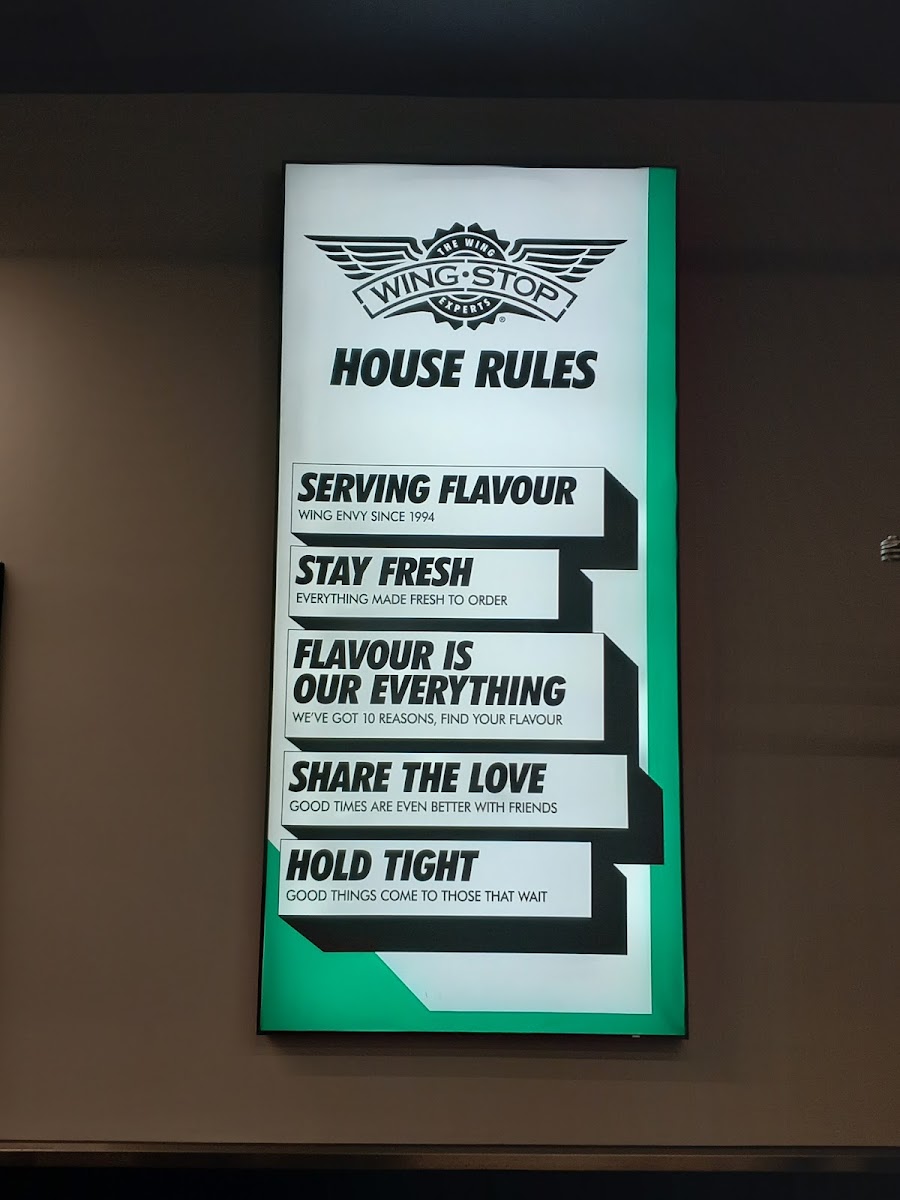 THE WING
WING·STOP
EXPERTS
®
HOUSE RULES
SERVING FLAVOUR
WING ENVY SINCE 1994
STAY FRESH
EVERYTHING MADE FRESH TO ORDER
FLAVOUR IS
OUR EVERYTHING
WE'VE GOT 10 REASONS, FIND YOUR FLAVOUR
SHARE THE LOVE
GOOD TIMES ARE EVEN BETTER WITH FRIENDS
HOLD TIGHT
GOOD THINGS COME TO THOSE THAT WAIT